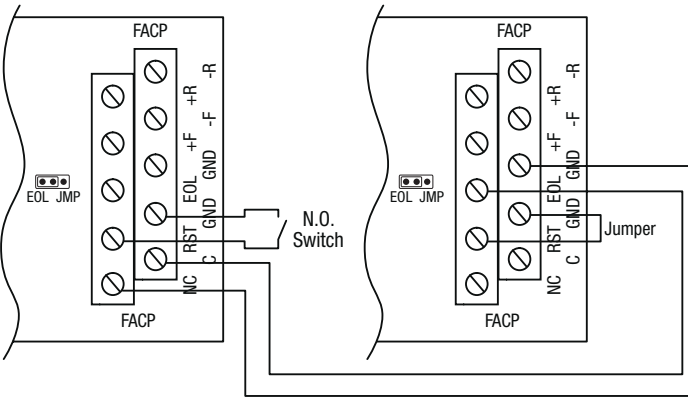 FACP
-R
+R
-F
+F
GND
EOL
GND
RST
C
NC
EOL JMP
N.O.
Switch
FACP
FACP
-R
+R
-F
+F
GND
EOL
GND
RST
C
NC
EOL JMP
Jumper
FACP